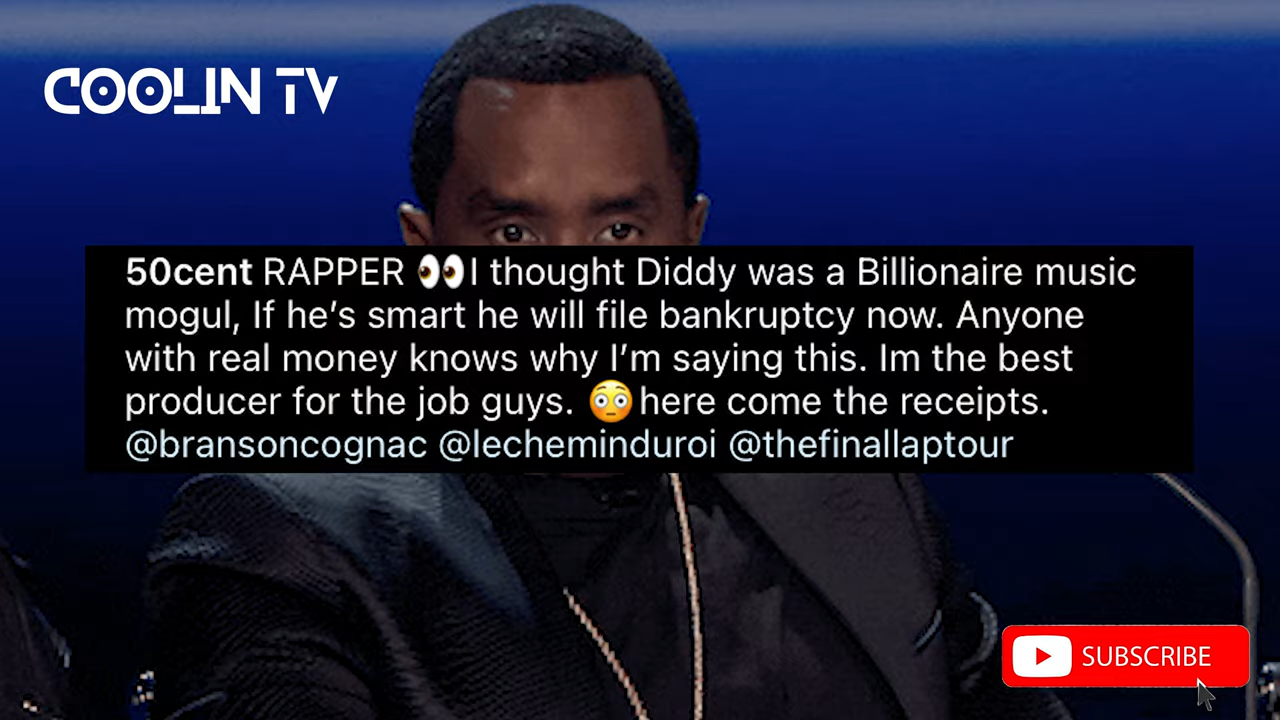 COOLIN TV
50cent RAPPER 👀I thought Diddy was a Billionaire music
mogul, If he’s smart he will file bankruptcy now. Anyone
with real money knows why I’m saying this. Im the best
producer for the job guys. 😳here come the receipts.
@bransoncognac @lecheminduroi @thefinallaptour
SUBSCRIBE